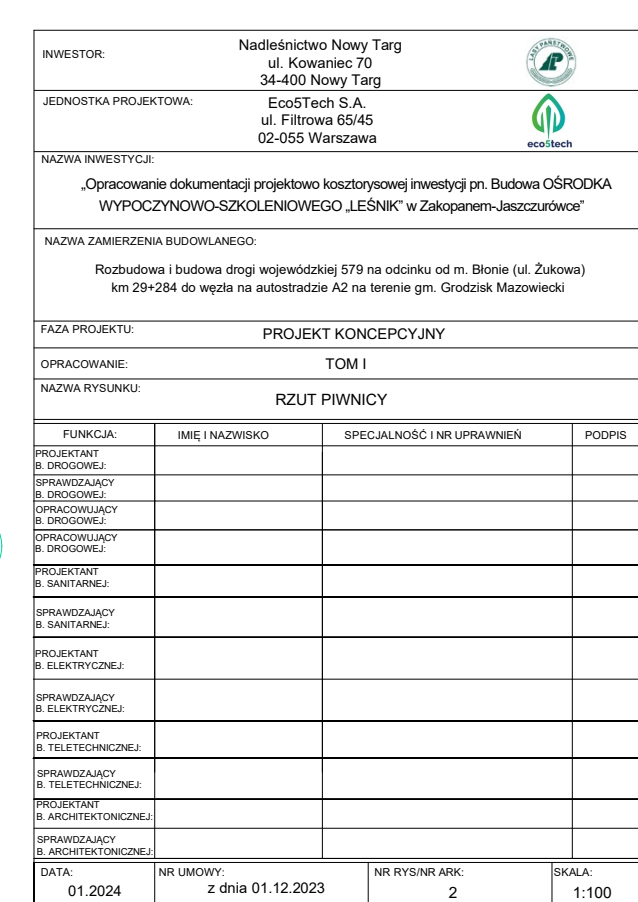 INWESTOR:
Nadleśnictwo Nowy Targ
ul. Kowaniec 70
34-400 Nowy Targ
LASY PAŃSTWOWE
JEDNOSTKA PROJEKTOWA:
Eco5Tech S.A.
ul. Filtrowa 65/45
02-055 Warszawa
eco5tech
NAZWA INWESTYCJI:
„Opracowanie dokumentacji projektowo kosztorysowej inwestycji pn. Budowa OŚRODKA
WYPOCZYNOWO-SZKOLENIOWEGO „LEŚNIK” w Zakopanem-Jaszczurówce”
NAZWA ZAMIERZENIA BUDOWLANEGO:
Rozbudowa i budowa drogi wojewódzkiej 579 na odcinku od m. Błonie (ul. Żukowa)
km 29+284 do węzła na autostradzie A2 na terenie gm. Grodzisk Mazowiecki
FAZA PROJEKTU:
PROJEKT KONCEPCYJNY
OPRACOWANIE:
TOM I
NAZWA RYSUNKU:
RZUT PIWNICY
FUNKCJA: IMIĘ I NAZWISKO SPECJALNOŚĆ I NR UPRAWNIEŃ PODPIS
PROJEKTANT
B. DROGOWEJ:
SPRAWDZAJĄCY
B. DROGOWEJ:
OPRACOWUJĄCY
B. DROGOWEJ:
OPRACOWUJĄCY
B. DROGOWEJ:
PROJEKTANT
B. SANITARNEJ:
SPRAWDZAJĄCY
B. SANITARNEJ:
PROJEKTANT
B. ELEKTRYCZNEJ:
SPRAWDZAJĄCY
B. ELEKTRYCZNEJ:
PROJEKTANT
B. TELETECHNICZNEJ:
SPRAWDZAJĄCY
B. TELETECHNICZNEJ:
PROJEKTANT
B. ARCHITEKTONICZNEJ:
SPRAWDZAJĄCY
B. ARCHITEKTONICZNEJ:
DATA: NR UMOWY: NR RYS/NR ARK: SKALA:
01.2024 z dnia 01.12.2023 2 1:100